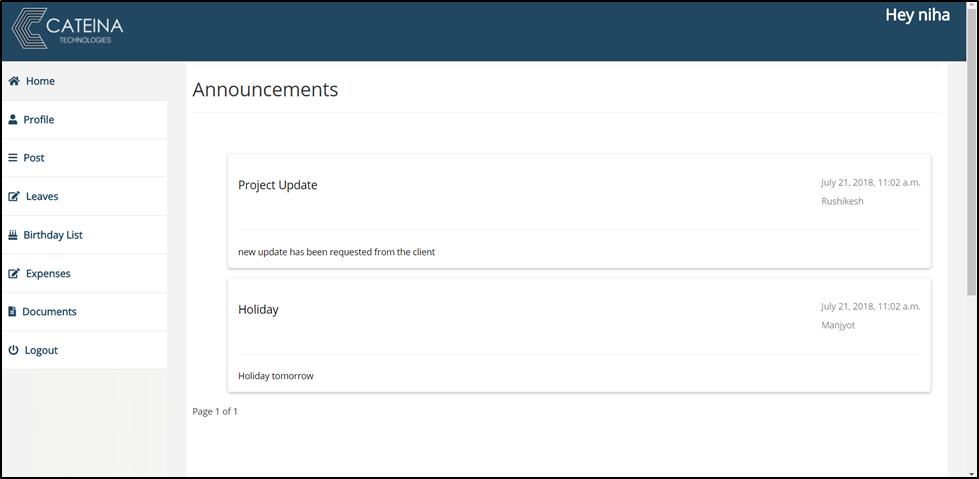 CATEINA
TECHNOLOGIES
Hey niha
Home
Profile
Post
Leaves
Birthday List
Expenses
Documents
Logout
Announcements
Project Update
July 21, 2018, 11:02 a.m.
Rushikesh
new update has been requested from the client
Holiday
July 21, 2018, 11:02 a.m.
Manjyot
Holiday tomorrow
Page 1 of 1